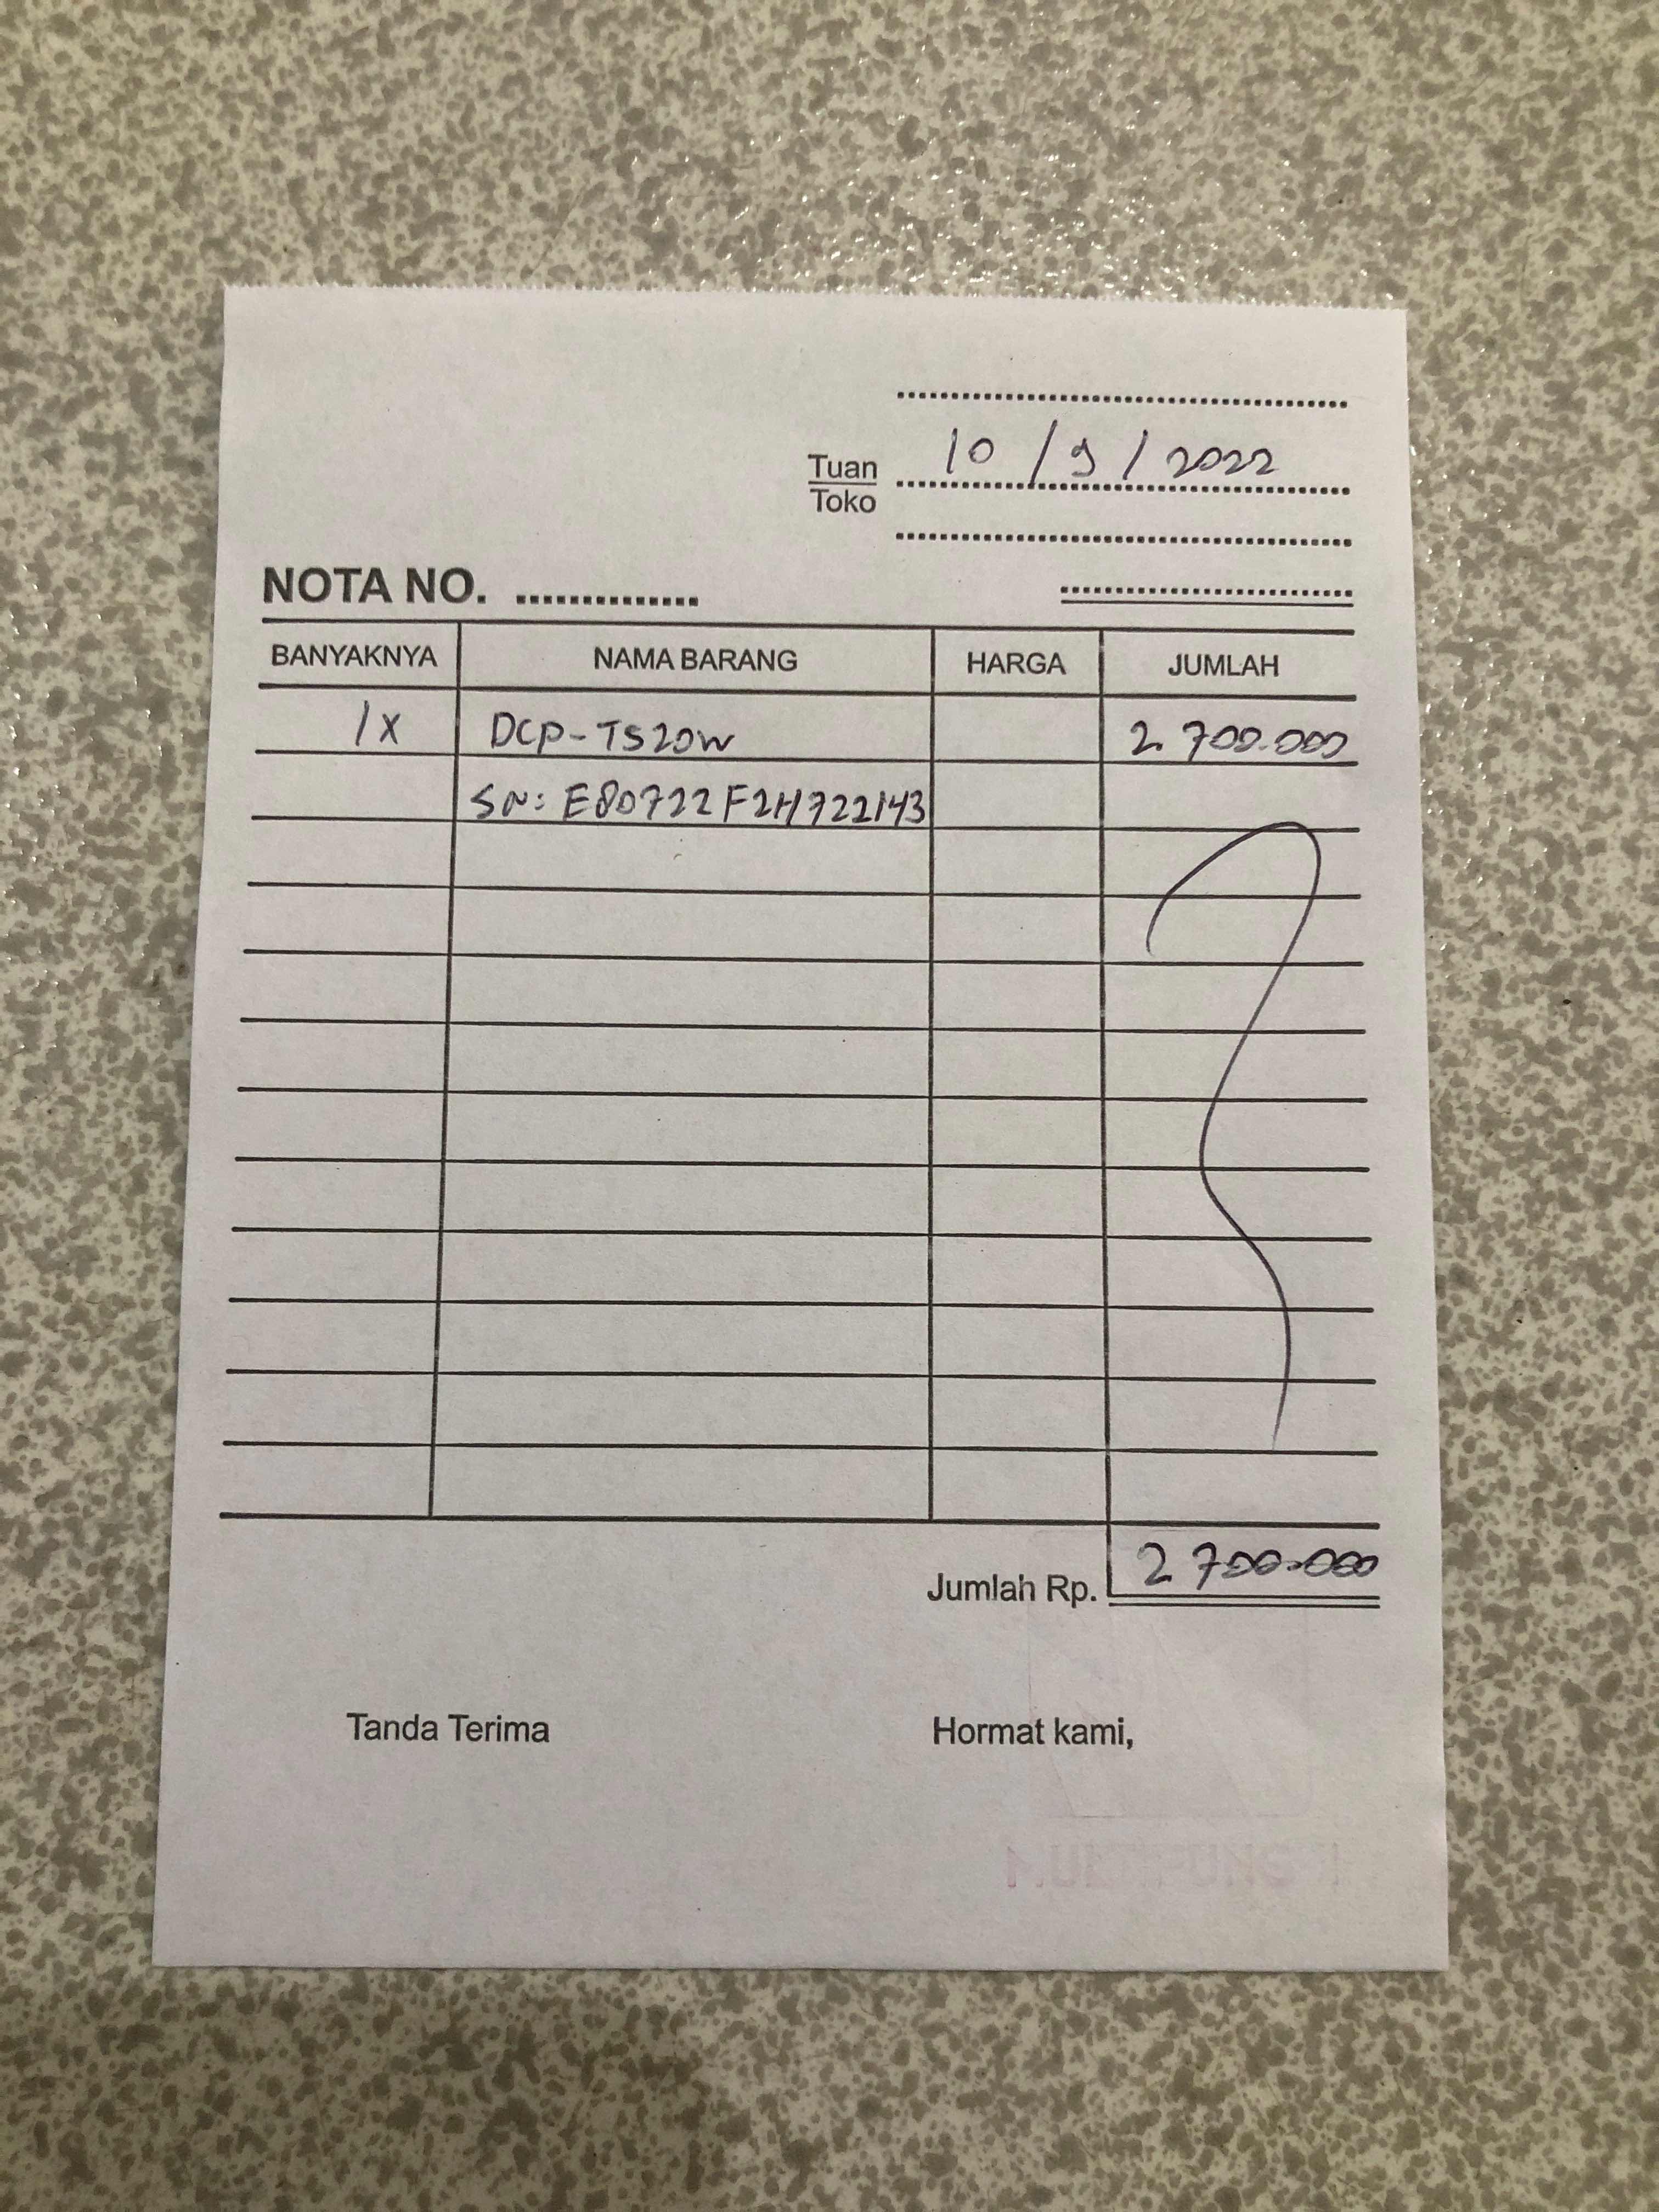 10/9/2022
Tuan
Toko
NOTA NO.
BANYAKNYA NAMA BARANG HARGA JUMLAH
1X DCP-T520W 2.700.000
SN: E80722F2H722143
Jumlah Rp. 2.700.000
Tanda Terima Hormat kami,